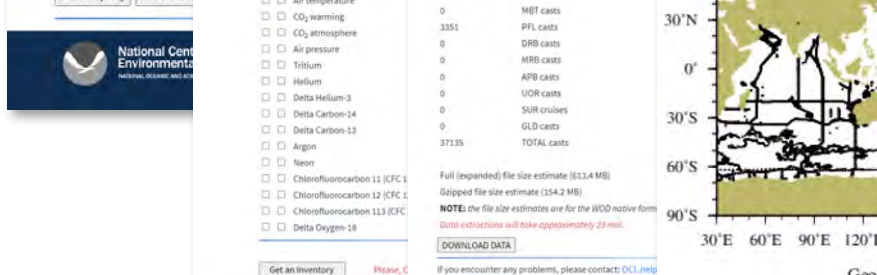 National Cent
Environmenta
CO₂ warming
CO₂ atmosphere
Air pressure
Tritium
Helium
Delta Helium-3
Delta Carbon-14
Delta Carbon-13
Argon
Neon
Chlorofluorocarbon 11 (CFC 1
Chlorofluorocarbon 12 (CFC 1
Chlorofluorocarbon 113 (CFC
Delta Oxygen-18
Get an Inventory Please, C
0 MBT casts
3351 PFL casts
0 DRB casts
0 MRB casts
0 APB casts
0 UOR casts
0 SUR cruises
0 GLD casts
37135 TOTAL casts
Full (expanded) file size estimate (613.4 MB)
Gzipped file size estimate (154.2 MB)
NOTE: the file size estimates are for the WOD native form
Data extractions will take approximately 23 min.
DOWNLOAD DATA
If you encounter any problems, please contact:
30°N
0°
30°S
60°S
90°S
30°E 60°E 90°E 120°